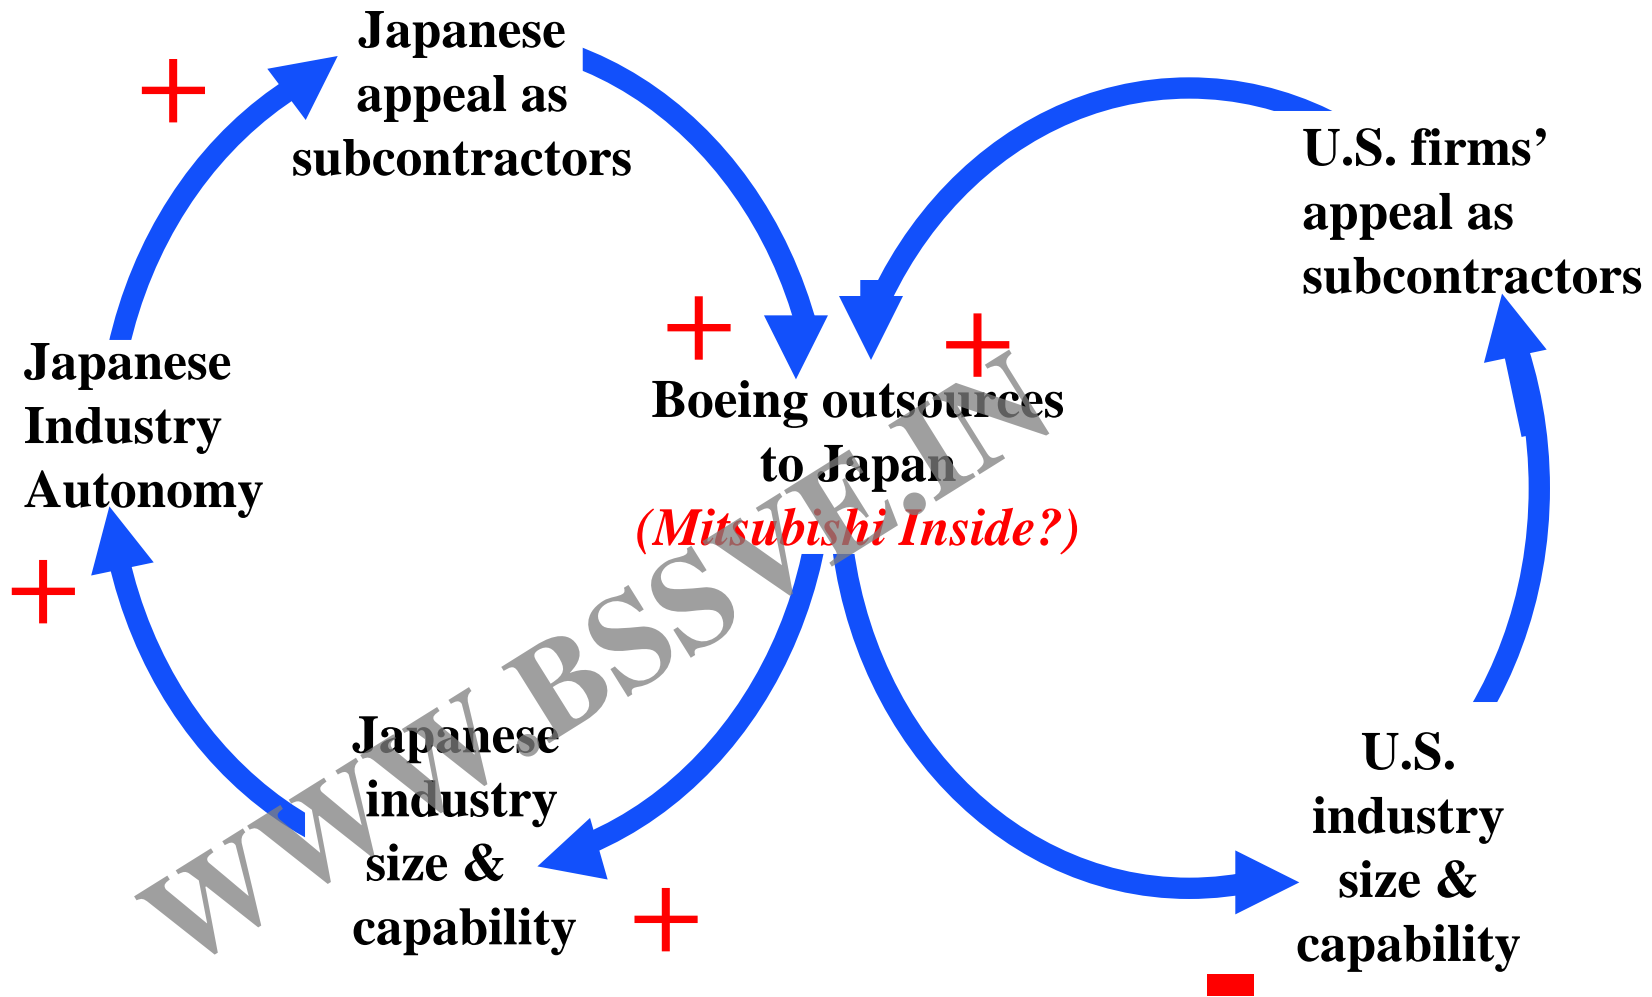 Japanese
appeal as
subcontractors
U.S. firms’
appeal as
subcontractors
Japanese
Industry
Autonomy
Boeing outsources
to Japan
(Mitsubishi Inside?)
Japanese
industry
size &
capability
U.S.
industry
size &
capability
+
+
+
+
+
-
WWW.BSSVE.IN